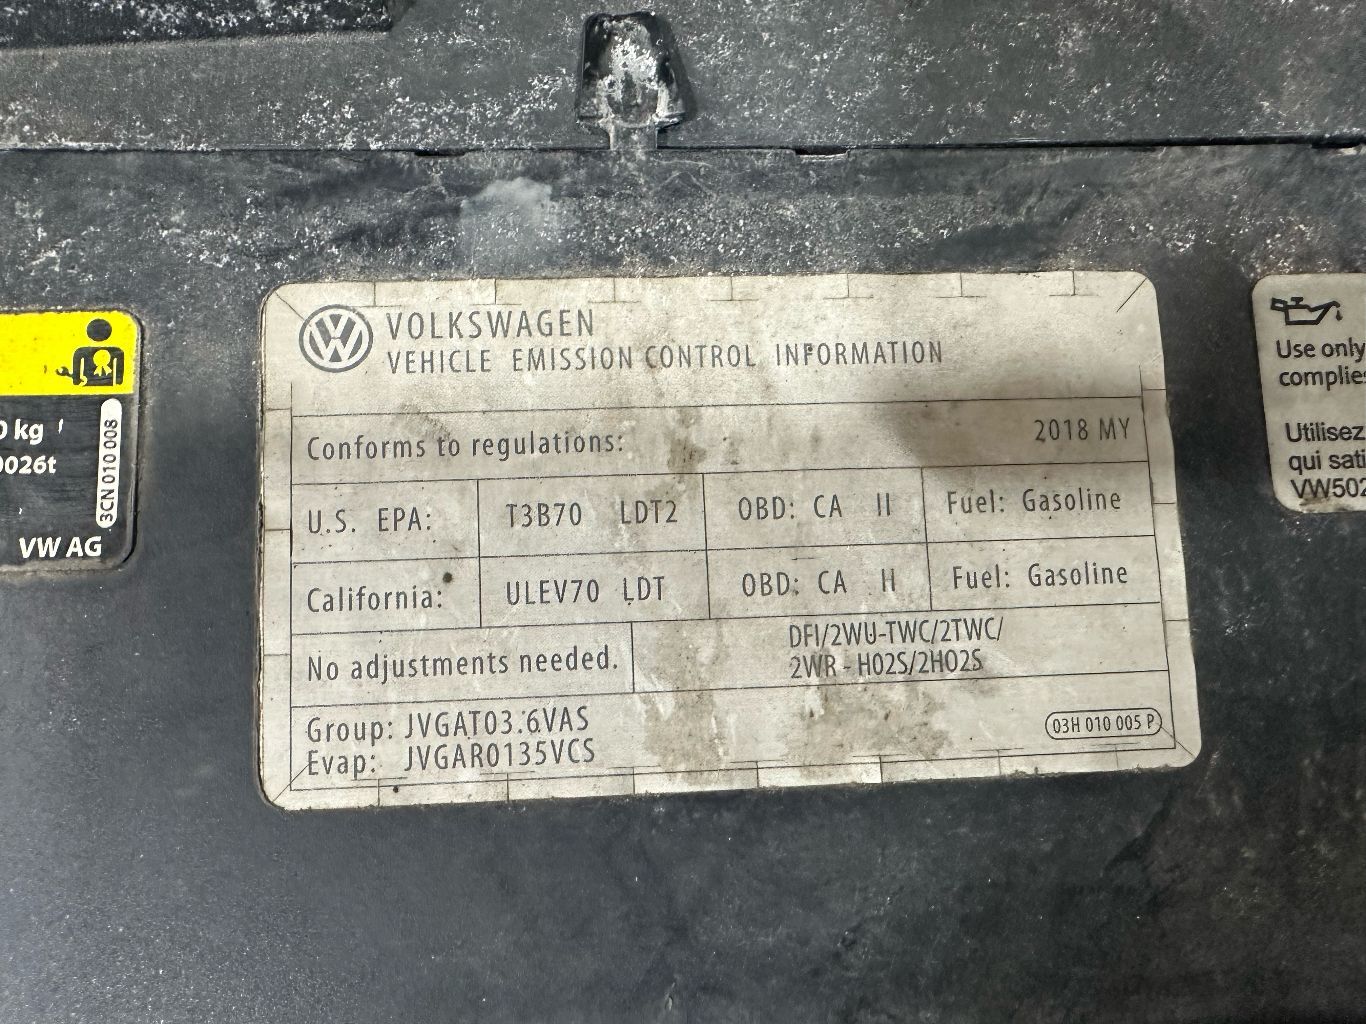 VOLKSWAGEN
VEHICLE EMISSION CONTROL INFORMATION
Conforms to regulations: 2018 MY
U.S. EPA: T3B70 LDT2 OBD: CA II Fuel: Gasoline
California: ULEV70 LDT OBD: CA II Fuel: Gasoline
No adjustments needed. DFI/2WU-TWC/2TWC/
2WR - HO2S/2HO2S
Group: JVGAT03.6VAS
Evap: JVGAR0135VCS
03H 010 005 P
0 kg
0026t
3CN 010 008
VW AG
Use only
complies
Utilisez
qui sati
VW502